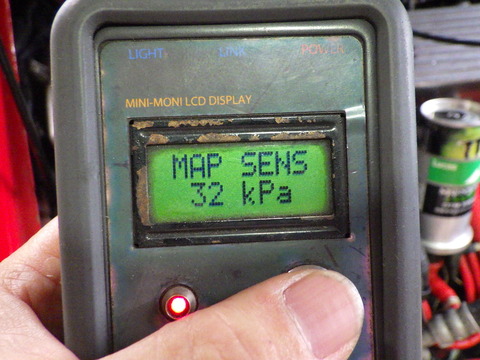 LIGHT LINK POWER
MINI-MONI LCD DISPLAY
MAP SENS
32 kPa